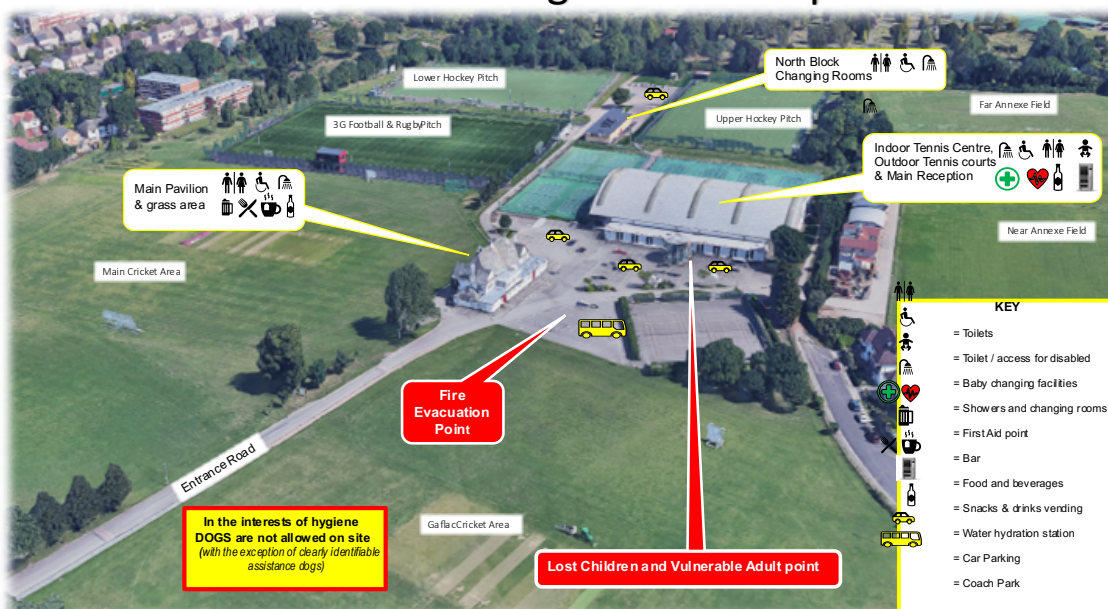 North Block
Changing Rooms
Lower Hockey Pitch
Far Annexe Field
3G Football & RugbyPitch
Upper Hockey Pitch
Indoor Tennis Centre,
Outdoor Tennis courts
& Main Reception
Main Pavilion
& grass area
Near Annexe Field
Main Cricket Area
KEY
= Toilets
= Toilet / access for disabled
= Baby changing facilities
= Showers and changing rooms
= First Aid point
= Bar
= Food and beverages
= Snacks & drinks vending
= Water hydration station
= Car Parking
= Coach Park
Fire
Evacuation
Point
Entrance Road
In the interests of hygiene
DOGS are not allowed on site
(with the exception of clearly identifiable
assistance dogs)
GaflacCricket Area
Lost Children and Vulnerable Adult point